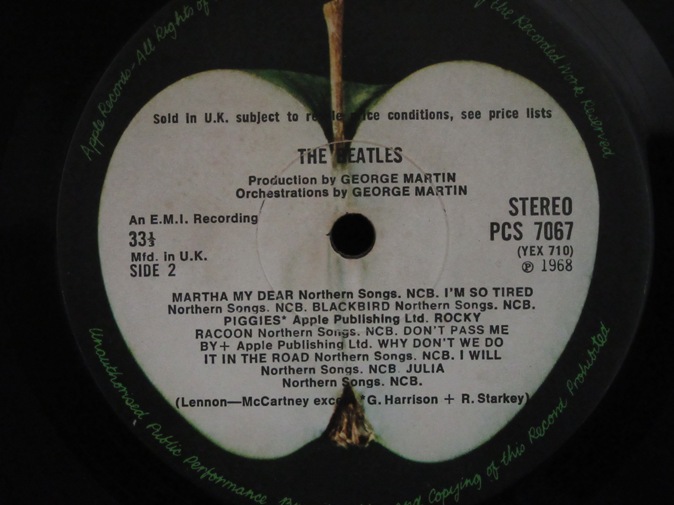 Apple Records - All Rights of
of the Recorded Work Reserved
Sold in U.K. subject to price conditions, see price lists
THE BEATLES
Production by GEORGE MARTIN
Orchestrations by GEORGE MARTIN
An E.M.I. Recording
33⅓
Mfd. in U.K.
SIDE 2
STEREO
PCS 7067
(YEX 710)
℗ 1968
MARTHA MY DEAR Northern Songs. NCB. I'M SO TIRED
Northern Songs. NCB. BLACKBIRD Northern Songs. NCB.
PIGGIES* Apple Publishing Ltd. ROCKY
RACOON Northern Songs. NCB. DON'T PASS ME
BY+ Apple Publishing Ltd. WHY DON'T WE DO
IT IN THE ROAD Northern Songs. NCB. I WILL
Northern Songs. NCB. JULIA
Northern Songs. NCB.
(Lennon—McCartney *G. Harrison + R. Starkey)
Unauthorised Public Performance
Copying of this Record Prohibited